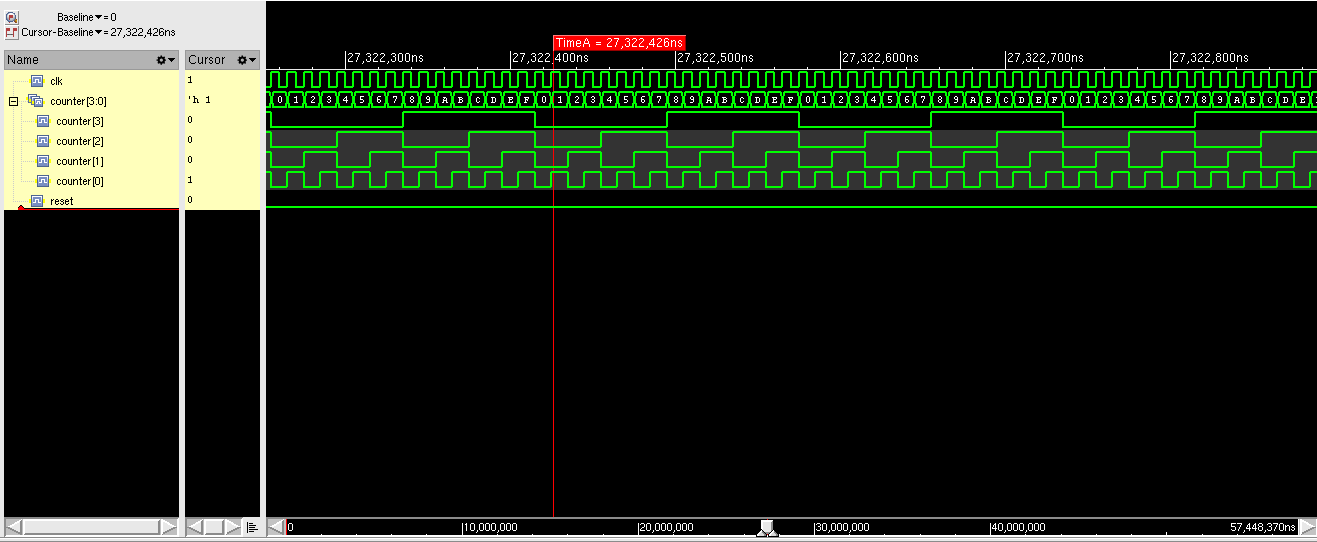 Baseline▾=0
Cursor-Baseline▾=27,322,426ns
TimeA = 27,322,426ns
Name
Cursor
27,322,300ns
27,322,400ns
27,322,500ns
27,322,600ns
27,322,700ns
27,322,800ns
clk
1
counter[3:0]
'h 1
0 1 2 3 4 5 6 7 8 9 A B C D E F 0 1 2 3 4 5 6 7 8 9 A B C D E F 0 1 2 3 4 5 6 7 8 9 A B C D E F 0 1 2 3 4 5 6 7 8 9 A B C D E
counter[3]
0
counter[2]
0
counter[1]
0
counter[0]
1
reset
0
0
10,000,000
20,000,000
30,000,000
40,000,000
57,448,370ns